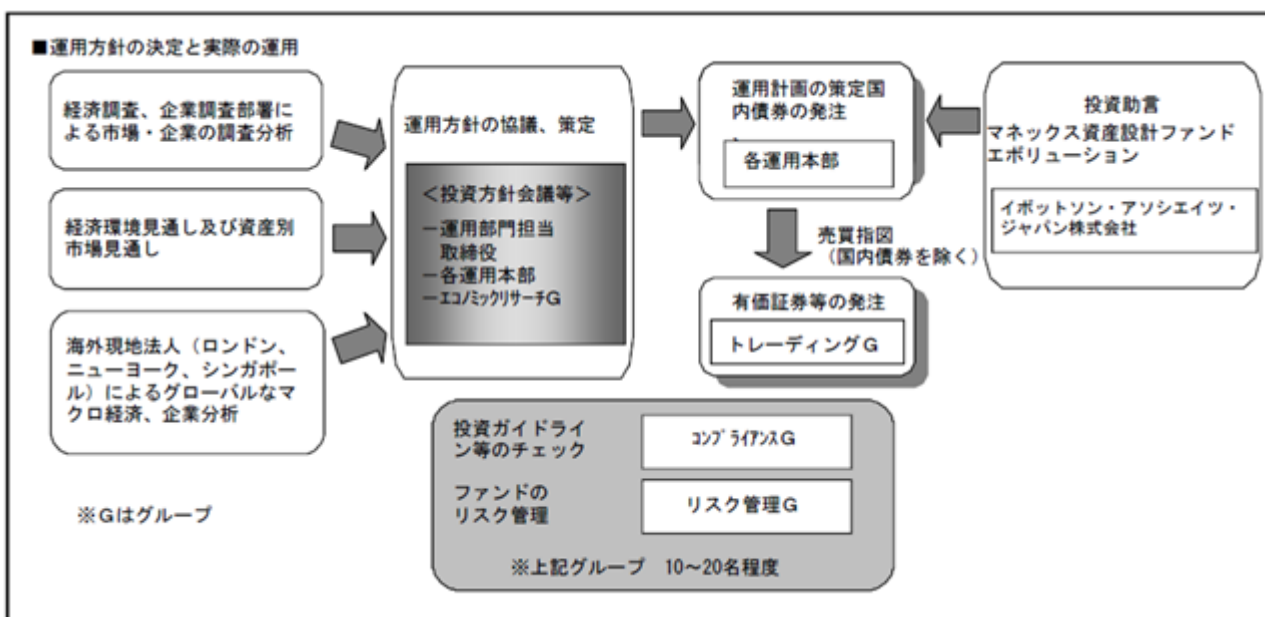 ■運用方針の決定と実際の運用
経済調査、企業調査部署に
よる市場・企業の調査分析
経済環境見通し及び資産別
市場見通し
海外現地法人(ロンドン、
ニューヨーク、シンガポー
ル)によるグローバルなマ
クロ経済、企業分析
※Gはグループ
運用方針の協議、策定
<投資方針会議等>
-運用部門担当
取締役
-各運用本部
-エコノミックリサーチG
運用計画の策定国
内債券の発注
、
各運用本部
売買指図
(国内債券を除く)
有価証券等の発注
トレーディングG
投資助言
マネックス資産設計ファンド
エボリューション
イボットソン・アソシエイツ・
ジャパン株式会社
投資ガイドライ
ン等のチェック
コンプライアンスG
ファンドの
リスク管理
リスク管理G
※上記グループ 10~20名程度